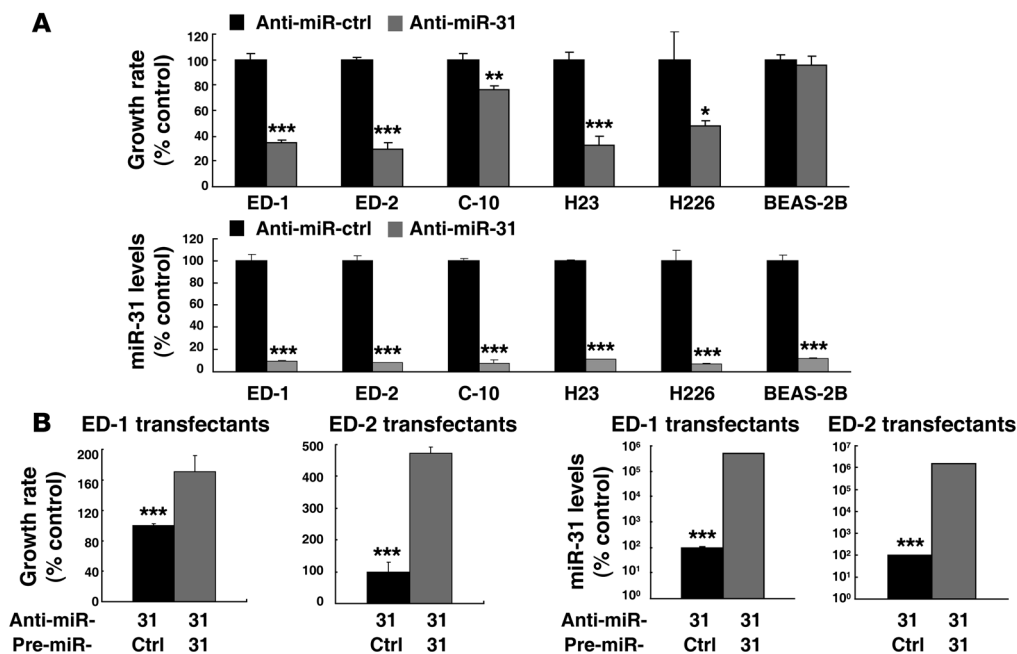 A
Anti-miR-ctrl Anti-miR-31
Growth rate
(% control)
120
100
80
60
40
20
0
***
***
**
***
*
ED-1 ED-2 C-10 H23 H226 BEAS-2B
Anti-miR-ctrl Anti-miR-31
miR-31 levels
(% control)
120
100
80
60
40
20
0
*** *** *** *** *** ***
ED-1 ED-2 C-10 H23 H226 BEAS-2B
B
ED-1 transfectants
Growth rate
(% control)
200
160
120
80
40
0
***
ED-2 transfectants
500
400
300
200
100
0
***
ED-1 transfectants
miR-31 levels
(% control)
10⁶
10⁵
10⁴
10³
10²
10¹
10⁰
***
ED-2 transfectants
10⁷
10⁶
10⁵
10⁴
10³
10²
10¹
10⁰
***
Anti-miR- 31 31 31 31 Anti-miR- 31 31 31 31
Pre-miR- Ctrl 31 Ctrl 31 Pre-miR- Ctrl 31 Ctrl 31